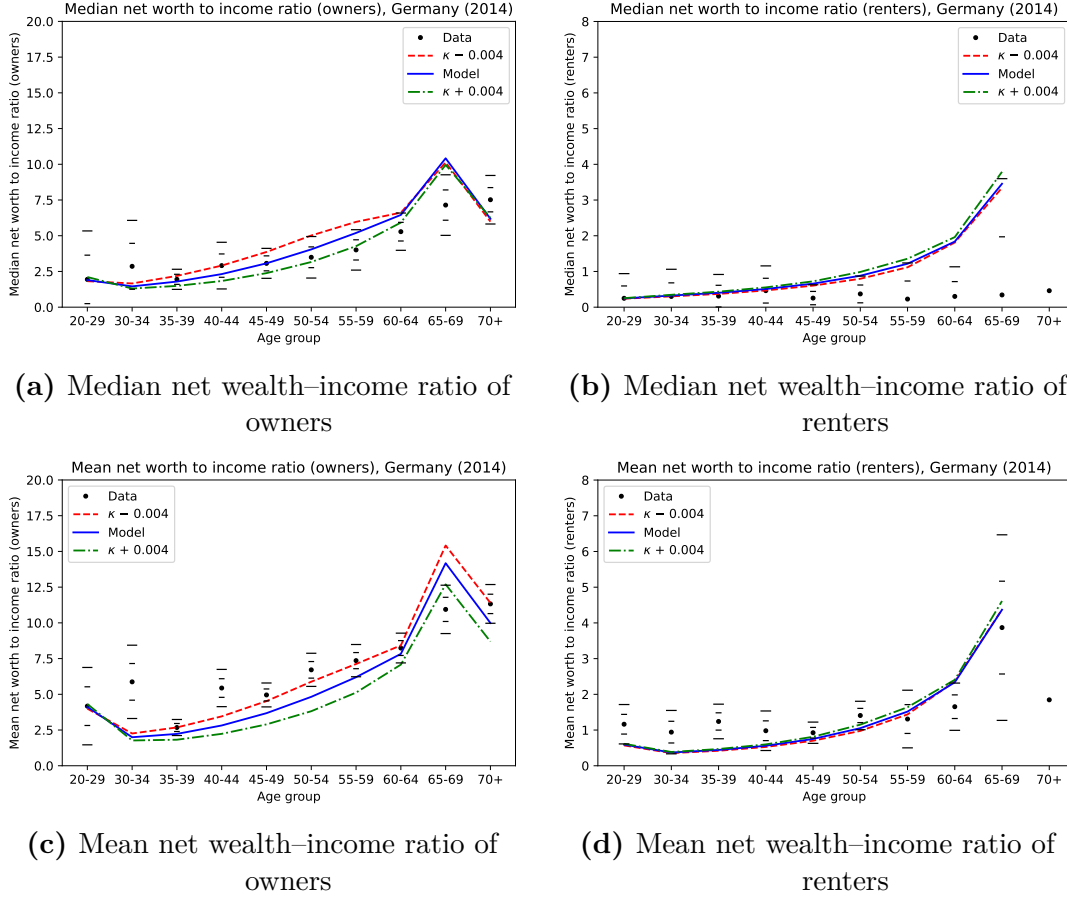 Median net worth to income ratio (owners), Germany (2014)
Median net worth to income ratio (owners)
20.0
17.5
15.0
12.5
10.0
7.5
5.0
2.5
0.0
Data
κ − 0.004
Model
κ + 0.004
20-29 30-34 35-39 40-44 45-49 50-54 55-59 60-64 65-69 70+
Age group
(a) Median net wealth–income ratio of
owners
Median net worth to income ratio (renters), Germany (2014)
Median net worth to income ratio (renters)
8
7
6
5
4
3
2
1
0
Data
κ − 0.004
Model
κ + 0.004
20-29 30-34 35-39 40-44 45-49 50-54 55-59 60-64 65-69 70+
Age group
(b) Median net wealth–income ratio of
renters
Mean net worth to income ratio (owners), Germany (2014)
Mean net worth to income ratio (owners)
20.0
17.5
15.0
12.5
10.0
7.5
5.0
2.5
0.0
Data
κ − 0.004
Model
κ + 0.004
20-29 30-34 35-39 40-44 45-49 50-54 55-59 60-64 65-69 70+
Age group
(c) Mean net wealth–income ratio of
owners
Mean net worth to income ratio (renters), Germany (2014)
Mean net worth to income ratio (renters)
8
7
6
5
4
3
2
1
0
Data
κ − 0.004
Model
κ + 0.004
20-29 30-34 35-39 40-44 45-49 50-54 55-59 60-64 65-69 70+
Age group
(d) Mean net wealth–income ratio of
renters